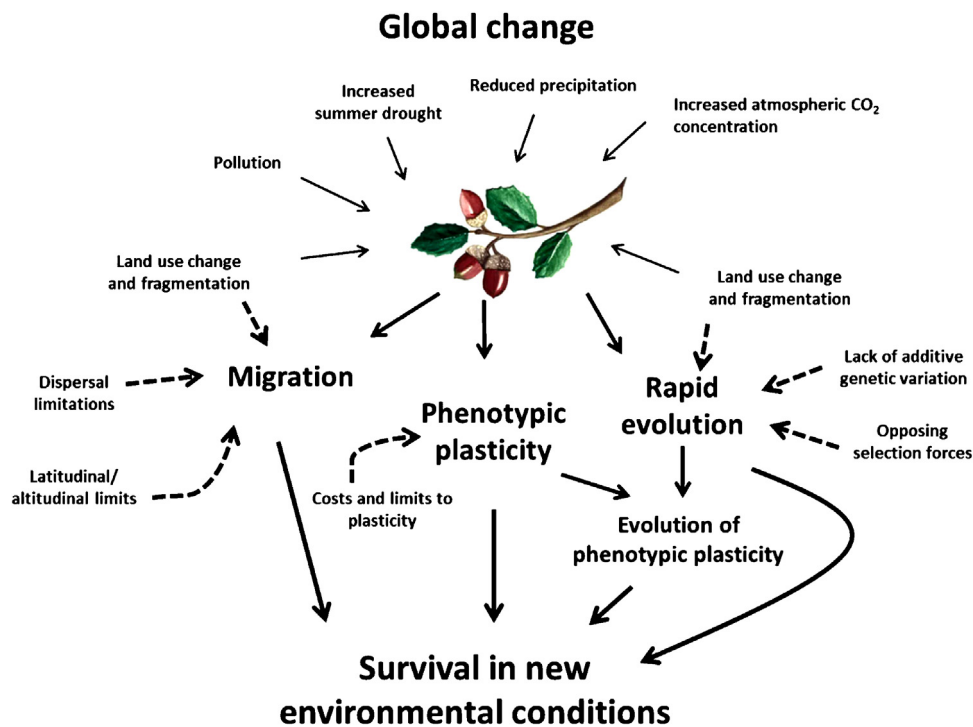 Global change
Increased
summer drought
Reduced precipitation
Increased atmospheric CO₂
concentration
Pollution
Land use change
and fragmentation
Land use change
and fragmentation
Migration
Dispersal
limitations
Latitudinal/
altitudinal limits
Phenotypic
plasticity
Costs and limits to
plasticity
Rapid
evolution
Lack of additive
genetic variation
Opposing
selection forces
Evolution of
phenotypic plasticity
Survival in new
environmental conditions